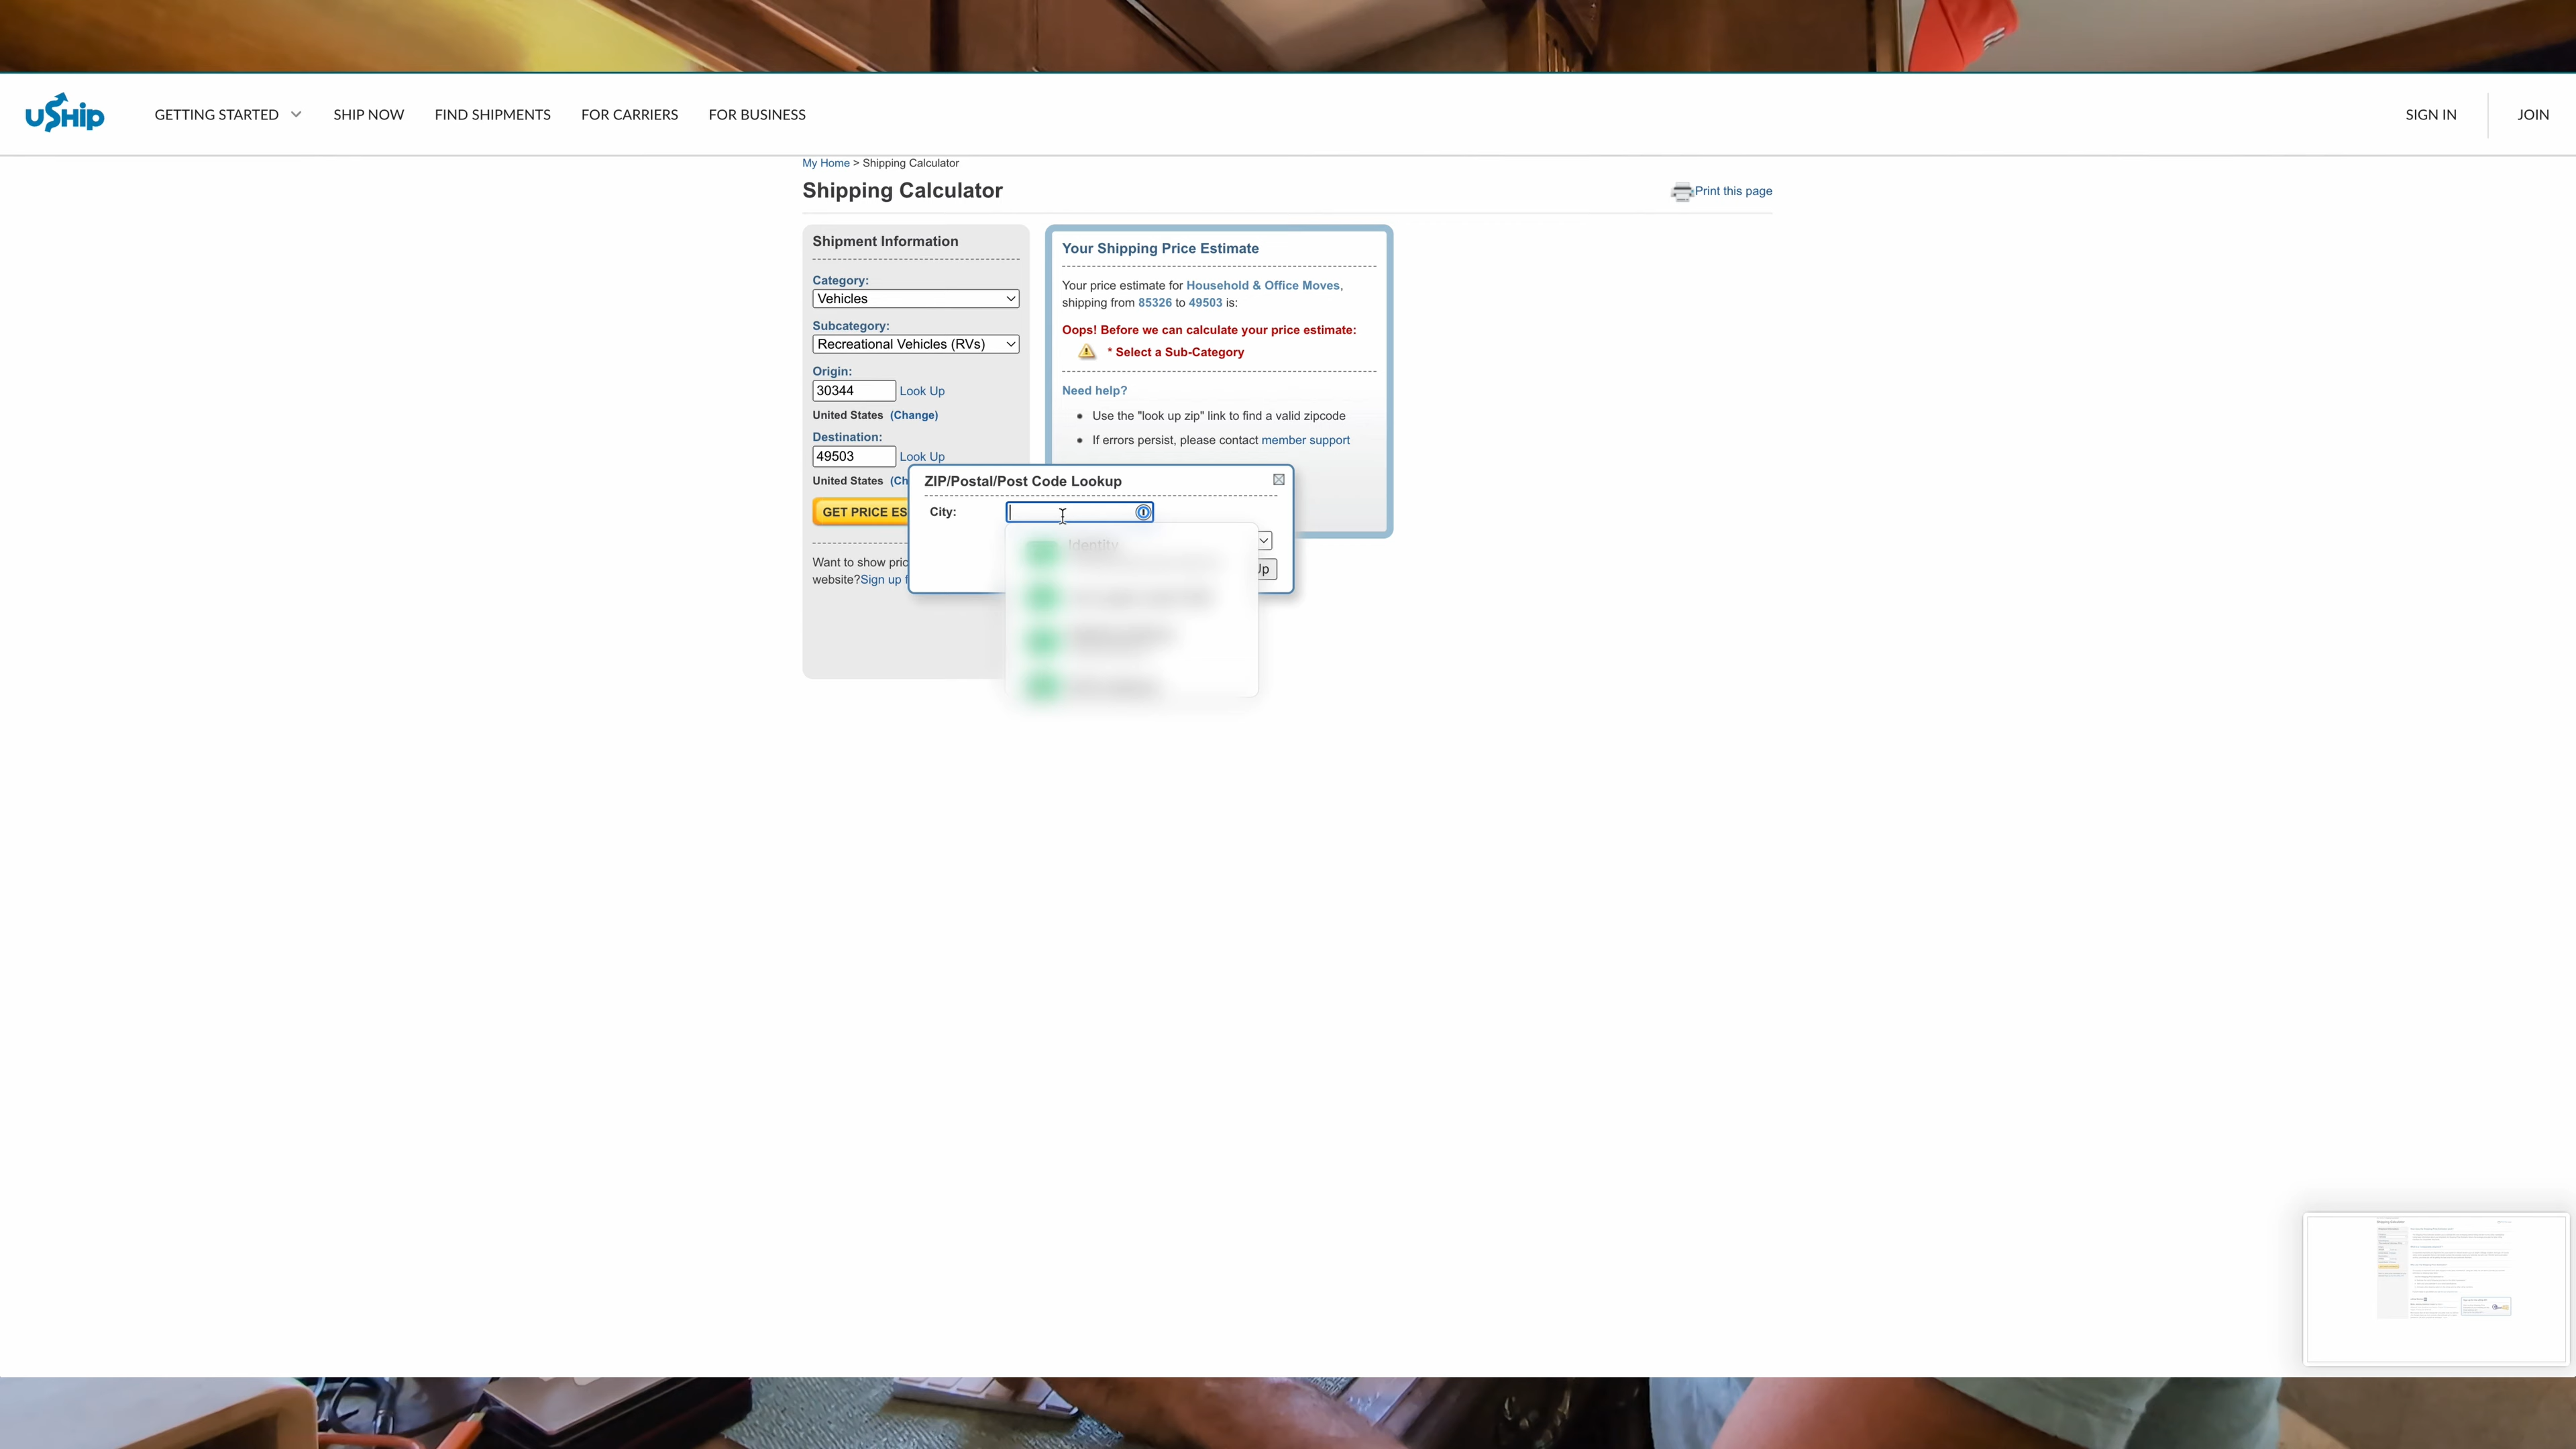 uShip
GETTING STARTED SHIP NOW FIND SHIPMENTS FOR CARRIERS FOR BUSINESS SIGN IN JOIN
My Home > Shipping Calculator
Shipping Calculator
Print this page
Shipment Information
Category:
Vehicles
Subcategory:
Recreational Vehicles (RVs)
Origin:
30344 Look Up
United States (Change)
Destination:
49503 Look Up
United States (Ch
GET PRICE ES
Want to show pric
website?Sign up f
Your Shipping Price Estimate
Your price estimate for Household & Office Moves,
shipping from 85326 to 49503 is:
Oops! Before we can calculate your price estimate:
* Select a Sub-Category
Need help?
Use the "look up zip" link to find a valid zipcode
If errors persist, please contact member support
ZIP/Postal/Post Code Lookup
City:
Identity
Up